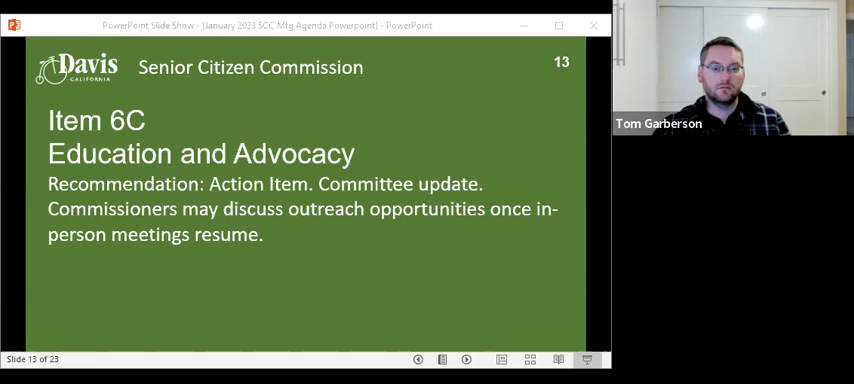 PowerPoint Slide Show - [January 2023 SCC Mtg Agenda Powerpoint] - PowerPoint
Davis
CALIFORNIA
Senior Citizen Commission
13
Item 6C
Education and Advocacy
Recommendation: Action Item. Committee update.
Commissioners may discuss outreach opportunities once in-
person meetings resume.
Tom Garberson
Slide 13 of 23